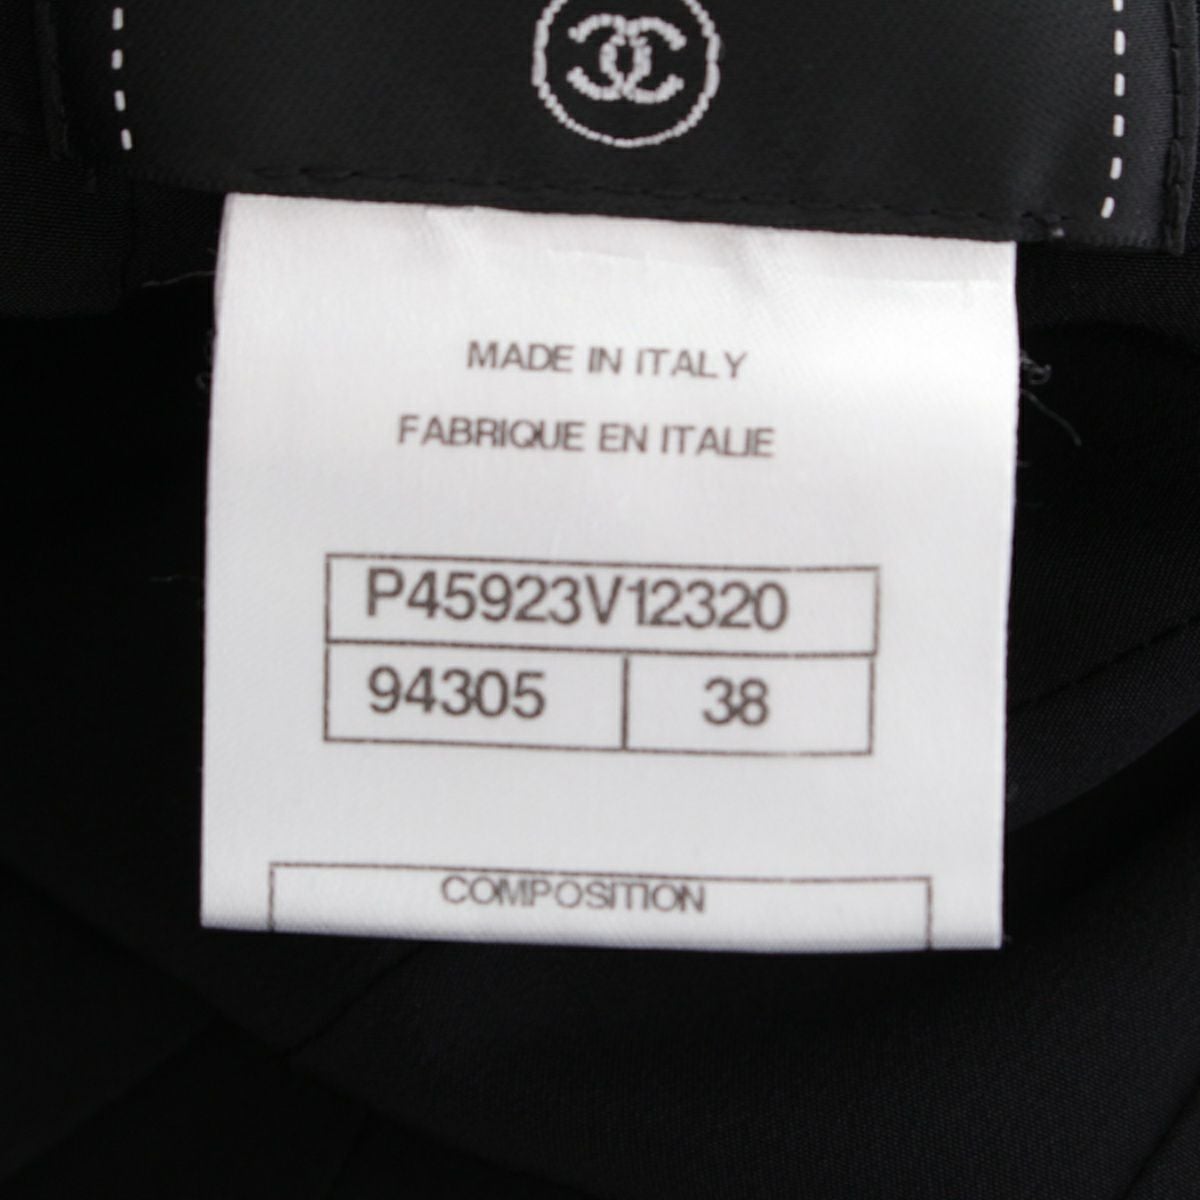 MADE IN ITALY
FABRIQUE EN ITALIE
P45923V12320
94305 38
COMPOSITION